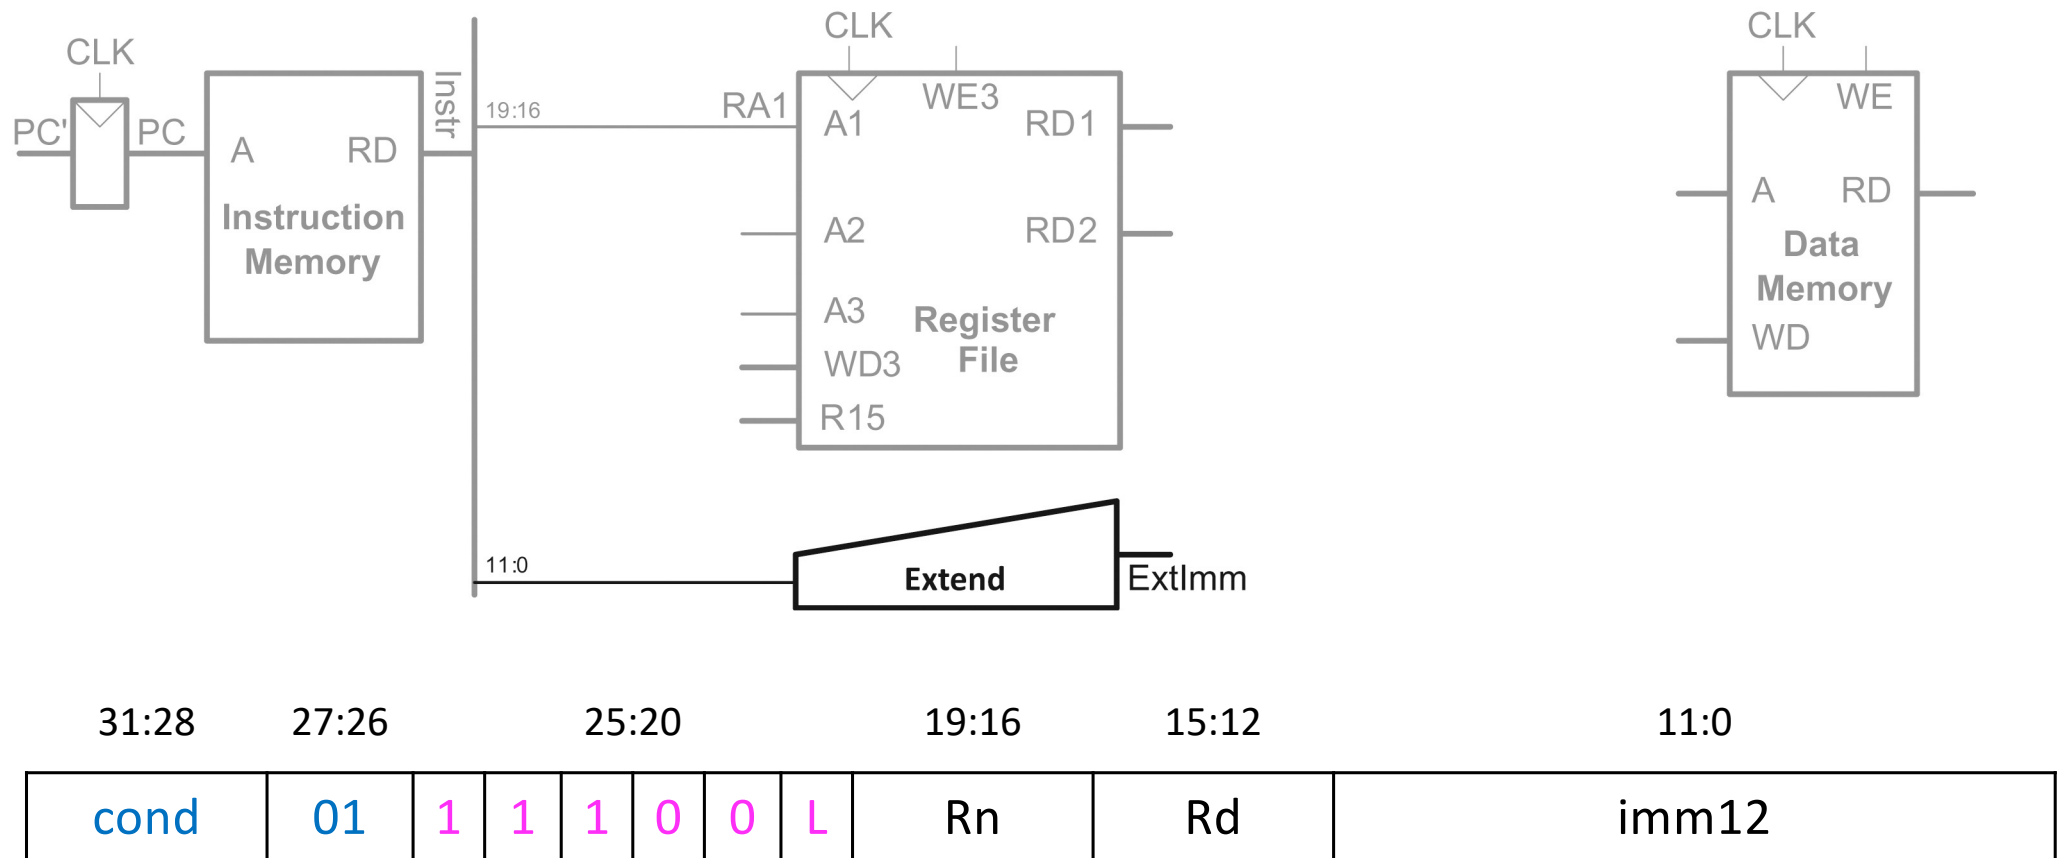 CLK
PC'
PC
A
RD
Instruction
Memory
Instr
19:16
RA1
CLK
A1
WE3
RD1
A2
RD2
A3
WD3
R15
Register
File
CLK
WE
A
RD
Data
Memory
WD
11:0
Extend
ExtImm
31:28 27:26 25:20 19:16 15:12 11:0
cond 01 1 1 1 0 0 L Rn Rd imm12